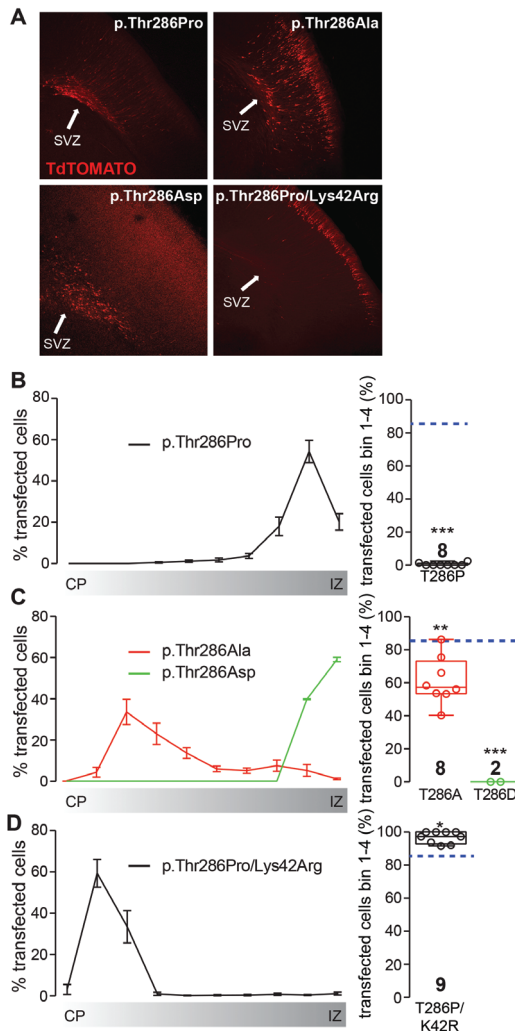 A
p.Thr286Pro
p.Thr286Ala
SVZ
SVZ
TdTOMATO
p.Thr286Asp
p.Thr286Pro/Lys42Arg
SVZ
SVZ
B
% transfected cells
80
60
40
20
0
p.Thr286Pro
CP
IZ
transfected cells bin 1-4 (%)
100
80
60
40
20
0
***
8
T286P
C
% transfected cells
80
60
40
20
0
p.Thr286Ala
p.Thr286Asp
CP
IZ
transfected cells bin 1-4 (%)
100
80
60
40
20
0
**
***
8
2
T286A
T286D
D
% transfected cells
80
60
40
20
0
p.Thr286Pro/Lys42Arg
CP
IZ
transfected cells bin 1-4 (%)
100
80
60
40
20
0
*
9
T286P/
K42R